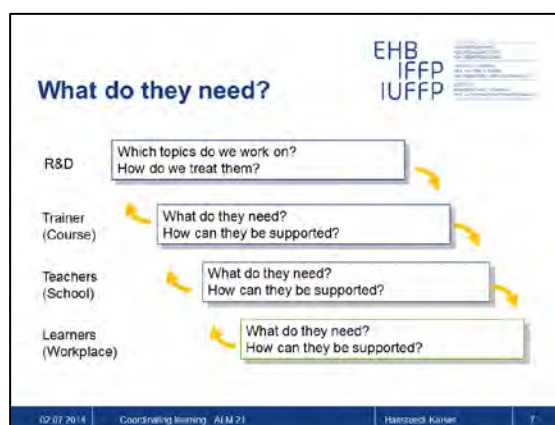 EHB
IFFP
IUFFP
What do they need?
R&D
Which topics do we work on?
How do we treat them?
Trainer
(Course)
What do they need?
How can they be supported?
Teachers
(School)
What do they need?
How can they be supported?
Learners
(Workplace)
What do they need?
How can they be supported?
02.07.2014
Coordinating learning - ALM 21
Hansruedi Kaiser
7